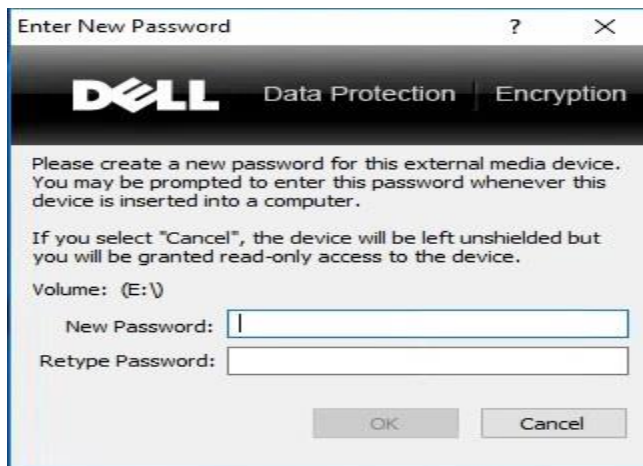 Enter New Password ?
DELL Data Protection Encryption
Please create a new password for this external media device.
You may be prompted to enter this password whenever this
device is inserted into a computer.
If you select "Cancel", the device will be left unshielded but
you will be granted read-only access to the device.
Volume: (E:\)
New Password:
Retype Password:
OK Cancel